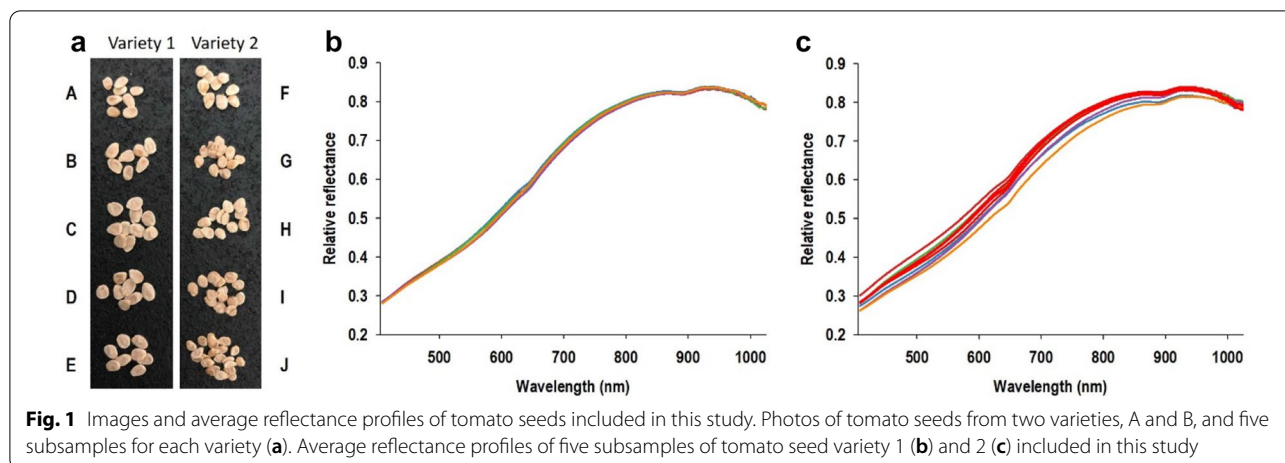 a
Variety 1 Variety 2
A
B
C
D
E
F
G
H
I
J
b
0.9
0.8
0.7
0.6
0.5
0.4
0.3
0.2
Relative reflectance
500 600 700 800 900 1000
Wavelength (nm)
c
0.9
0.8
0.7
0.6
0.5
0.4
0.3
0.2
Relative reflectance
500 600 700 800 900 1000
Wavelength (nm)
Fig. 1 Images and average reflectance profiles of tomato seeds included in this study. Photos of tomato seeds from two varieties, A and B, and five
subsamples for each variety (a). Average reflectance profiles of five subsamples of tomato seed variety 1 (b) and 2 (c) included in this study